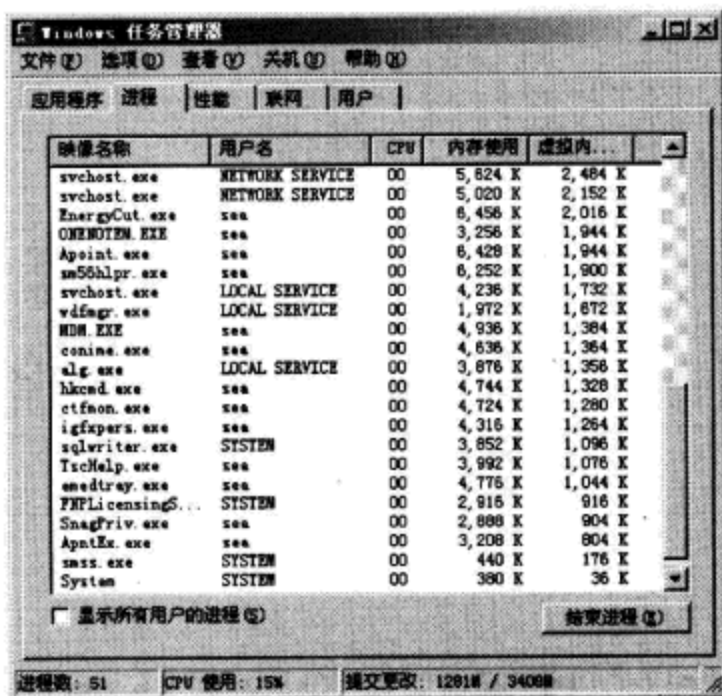 Windows 任务管理器
文件(F) 选项(O) 查看(V) 关机(U) 帮助(H)
应用程序 进程 性能 联网 用户
映像名称 用户名 CPU 内存使用 虚拟内...
svchost.exe NETWORK SERVICE 00 5,624 K 2,484 K
svchost.exe NETWORK SERVICE 00 5,020 K 2,152 K
EnergyCut.exe sea 00 6,456 K 2,016 K
ONENOTEM.EXE sea 00 3,256 K 1,944 K
Apoint.exe sea 00 6,428 K 1,944 K
sm56hlpr.exe sea 00 6,252 K 1,900 K
svchost.exe LOCAL SERVICE 00 4,236 K 1,732 K
wdfmgr.exe LOCAL SERVICE 00 1,972 K 1,672 K
MDM.EXE sea 00 4,936 K 1,384 K
conime.exe sea 00 4,636 K 1,364 K
alg.exe LOCAL SERVICE 00 3,876 K 1,356 K
hkcmd.exe sea 00 4,744 K 1,328 K
ctfmon.exe sea 00 4,724 K 1,280 K
igfxpers.exe sea 00 4,316 K 1,264 K
sqlwriter.exe SYSTEM 00 3,852 K 1,096 K
TscHelp.exe sea 00 3,992 K 1,076 K
emedtray.exe sea 00 4,776 K 1,044 K
FNPLicensingS... SYSTEM 00 2,916 K 916 K
SnagPriv.exe sea 00 2,888 K 904 K
ApntEx.exe sea 00 3,208 K 804 K
smss.exe SYSTEM 00 440 K 176 K
System SYSTEM 00 380 K 36 K
显示所有用户的进程(S) 结束进程(E)
进程数: 51 CPU 使用: 15% 提交更改: 1281M / 3408M